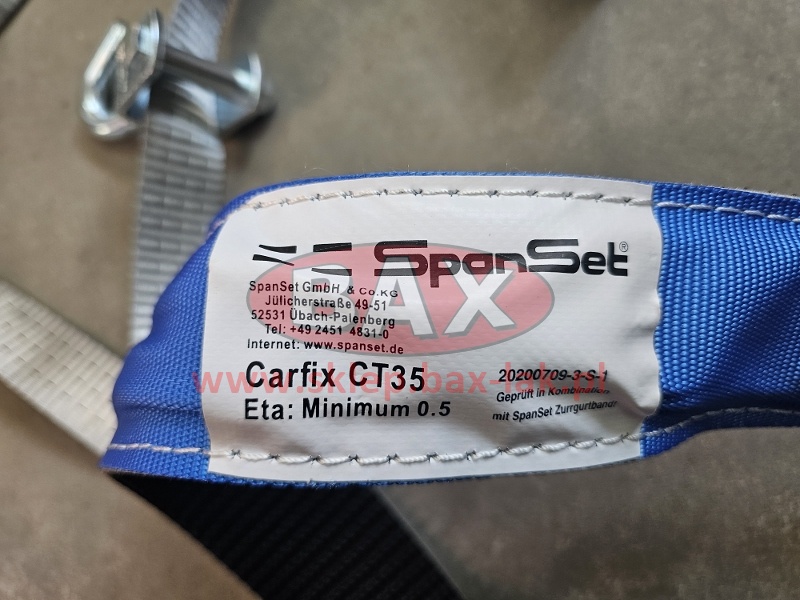 SpanSet®
SpanSet GmbH & Co.KG
Jülicherstraße 49-51
52531 Übach-Palenberg
Tel: +49 2451 4831-0
Internet: www.spanset.de
BAX
www.sklep.bax-lak.pl
Carfix CT35
Eta: Minimum 0.5
20200709-3-S-1
Geprüft in Kombination
mit SpanSet Zurrgurtbandr